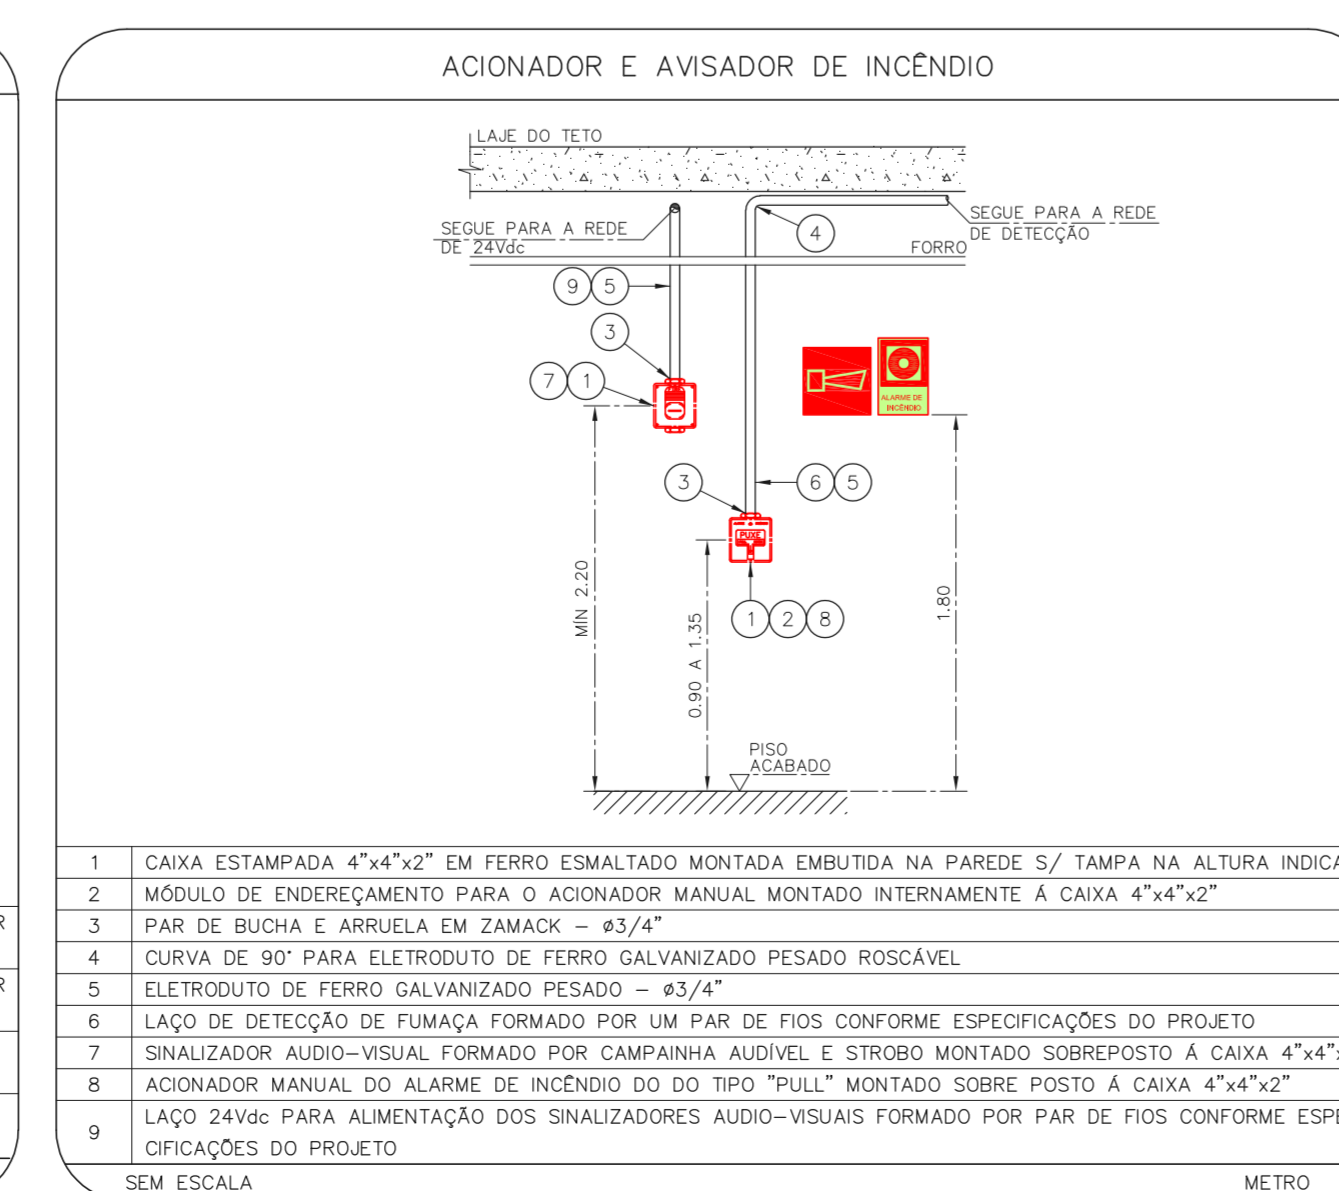 ACIONADOR E AVISADOR DE INCÊNDIO
LAJE DO TETO
SEGUE PARA A REDE
DE 24Vdc
SEGUE PARA A REDE
DE DETECÇÃO
4
FORRO
9 5
3
7 1
ALARME DE
INCÊNDIO
3
6 5
PUXE
1 2 8
MÍN 2.20
0.90 A 1.35
1.80
PISO
ACABADO
1 CAIXA ESTAMPADA 4"x4"x2" EM FERRO ESMALTADO MONTADA EMBUTIDA NA PAREDE S/ TAMPA NA ALTURA INDICA
2 MÓDULO DE ENDEREÇAMENTO PARA O ACIONADOR MANUAL MONTADO INTERNAMENTE Á CAIXA 4"x4"x2"
3 PAR DE BUCHA E ARRUELA EM ZAMACK – ø3/4"
4 CURVA DE 90° PARA ELETRODUTO DE FERRO GALVANIZADO PESADO ROSCÁVEL
5 ELETRODUTO DE FERRO GALVANIZADO PESADO – ø3/4"
6 LAÇO DE DETECÇÃO DE FUMAÇA FORMADO POR UM PAR DE FIOS CONFORME ESPECIFICAÇÕES DO PROJETO
7 SINALIZADOR AUDIO–VISUAL FORMADO POR CAMPAINHA AUDÍVEL E STROBO MONTADO SOBREPOSTO Á CAIXA 4"x4"x
8 ACIONADOR MANUAL DO ALARME DE INCÊNDIO DO DO TIPO "PULL" MONTADO SOBRE POSTO Á CAIXA 4"x4"x2"
9 LAÇO 24Vdc PARA ALIMENTAÇÃO DOS SINALIZADORES AUDIO–VISUAIS FORMADO POR PAR DE FIOS CONFORME ESPE
CIFICAÇÕES DO PROJETO
SEM ESCALA METRO
R
R